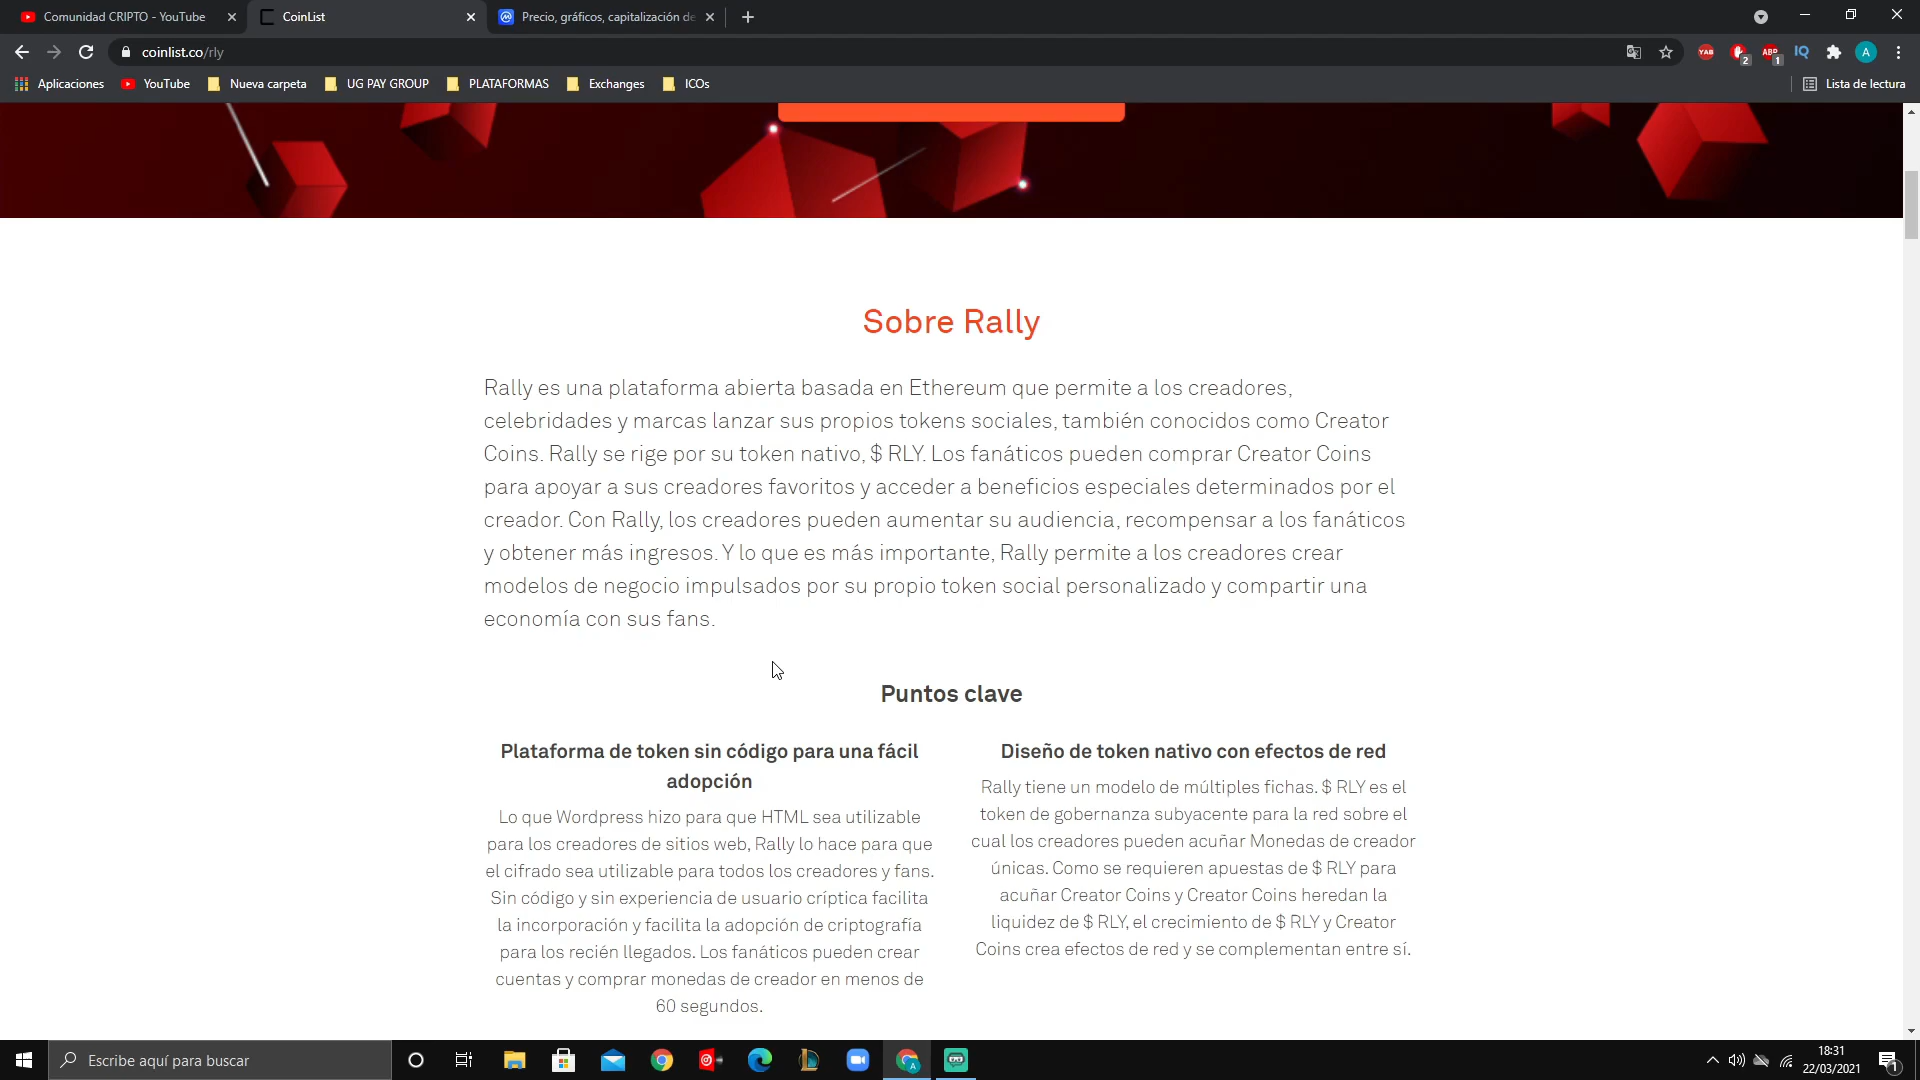 Comunidad CRIPTO - YouTube
CoinList
Precio, gráficos, capitalización de
coinlist.co/rly
YAB
2
ABP
1
IQ
A
Aplicaciones
YouTube
Nueva carpeta
UG PAY GROUP
PLATAFORMAS
Exchanges
ICOs
Lista de lectura
Sobre Rally
Rally es una plataforma abierta basada en Ethereum que permite a los creadores,
celebridades y marcas lanzar sus propios tokens sociales, también conocidos como Creator
Coins. Rally se rige por su token nativo, $ RLY. Los fanáticos pueden comprar Creator Coins
para apoyar a sus creadores favoritos y acceder a beneficios especiales determinados por el
creador. Con Rally, los creadores pueden aumentar su audiencia, recompensar a los fanáticos
y obtener más ingresos. Y lo que es más importante, Rally permite a los creadores crear
modelos de negocio impulsados por su propio token social personalizado y compartir una
economía con sus fans.
Puntos clave
Plataforma de token sin código para una fácil
adopción
Lo que Wordpress hizo para que HTML sea utilizable
para los creadores de sitios web, Rally lo hace para que
el cifrado sea utilizable para todos los creadores y fans.
Sin código y sin experiencia de usuario críptica facilita
la incorporación y facilita la adopción de criptografía
para los recién llegados. Los fanáticos pueden crear
cuentas y comprar monedas de creador en menos de
60 segundos.
Diseño de token nativo con efectos de red
Rally tiene un modelo de múltiples fichas. $ RLY es el
token de gobernanza subyacente para la red sobre el
cual los creadores pueden acuñar Monedas de creador
únicas. Como se requieren apuestas de $ RLY para
acuñar Creator Coins y Creator Coins heredan la
liquidez de $ RLY, el crecimiento de $ RLY y Creator
Coins crea efectos de red y se complementan entre sí.
Escribe aquí para buscar
A
18:31
22/03/2021
1